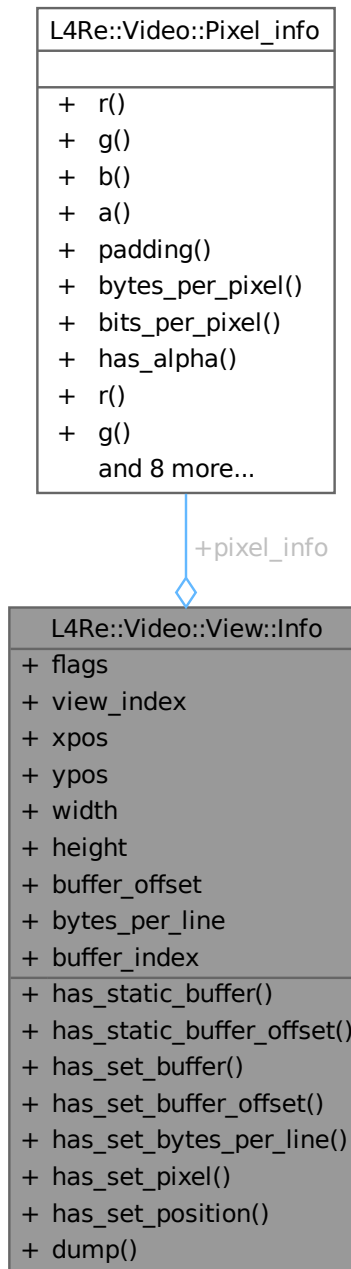 L4Re::Video::Pixel_info
+ r()
+ g()
+ b()
+ a()
+ padding()
+ bytes_per_pixel()
+ bits_per_pixel()
+ has_alpha()
+ r()
+ g()
and 8 more...
+pixel_info
L4Re::Video::View::Info
+ flags
+ view_index
+ xpos
+ ypos
+ width
+ height
+ buffer_offset
+ bytes_per_line
+ buffer_index
+ has_static_buffer()
+ has_static_buffer_offset()
+ has_set_buffer()
+ has_set_buffer_offset()
+ has_set_bytes_per_line()
+ has_set_pixel()
+ has_set_position()
+ dump()